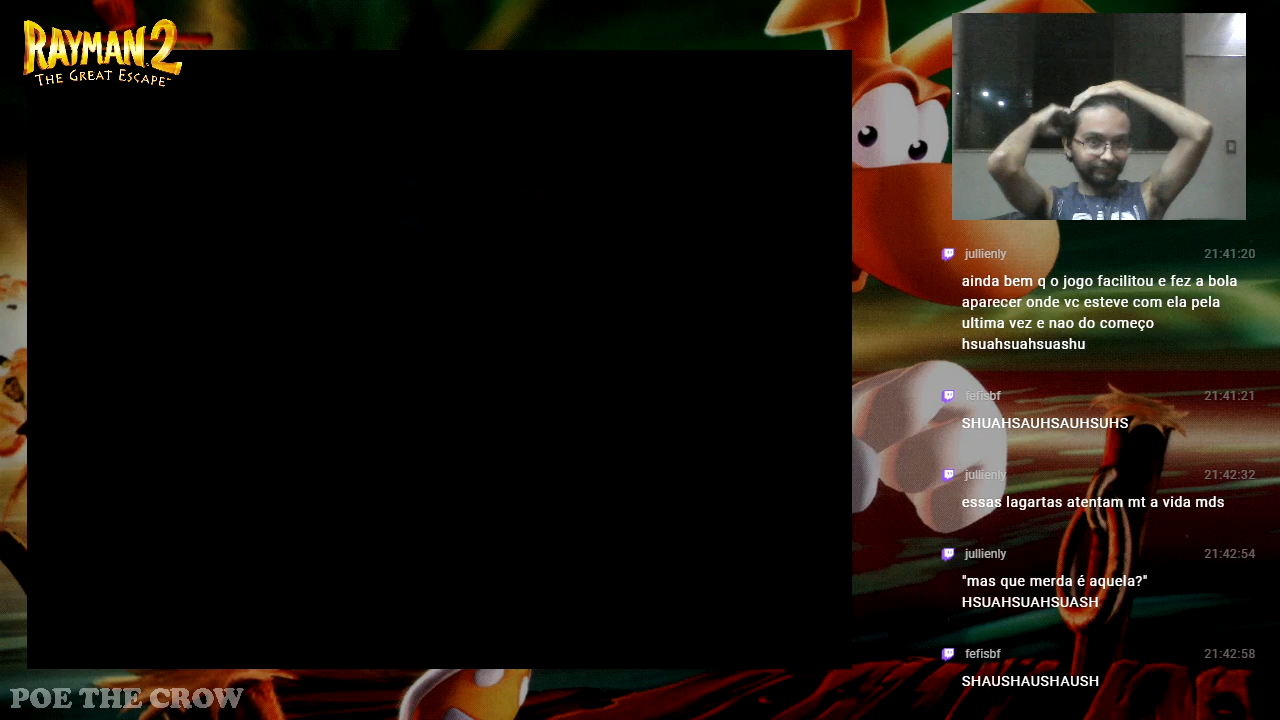 RAYMAN 2
THE GREAT ESCAPE
jullienly 21:41:20
ainda bem q o jogo facilitou e fez a bola
aparecer onde vc esteve com ela pela
ultima vez e nao do começo
hsuahsuahsuashu
fefisbf 21:41:21
SHUAHSAUHSAUHSUHS
jullienly 21:42:32
essas lagartas atentam mt a vida mds
jullienly 21:42:54
"mas que merda é aquela?"
HSUAHSUAHSUASH
fefisbf 21:42:58
SHAUSHAUSHAUSH
POE THE CROW